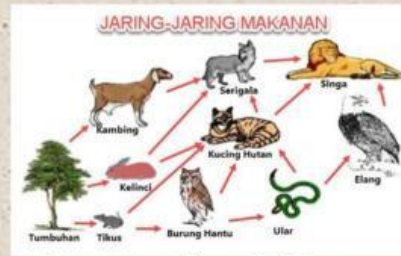 JARING-JARING MAKANAN
Serigala
Singa
Kambing
Kucing Hutan
Kelinci
Elang
Tumbuhan
Tikus
Burung Hantu
Ular